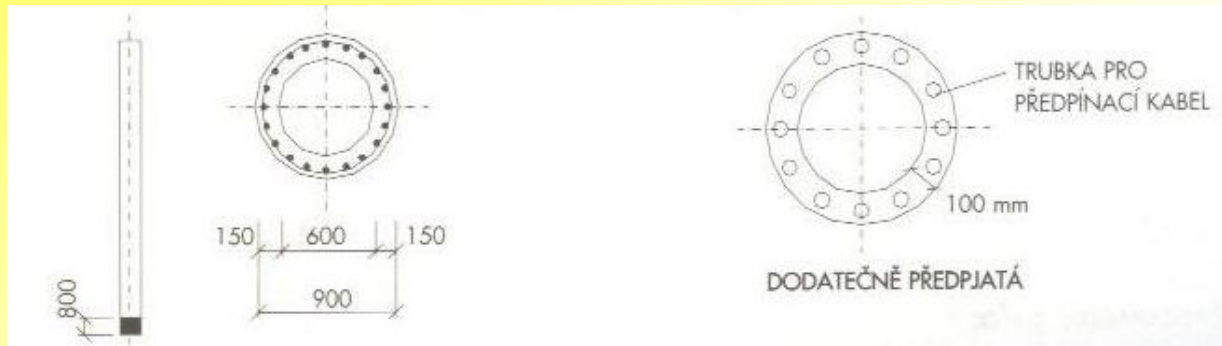 800
150 600 150
900
TRUBKA PRO
PŘEDPÍNACÍ KABEL
100 mm
DODATEČNĚ PŘEDPJATÁ